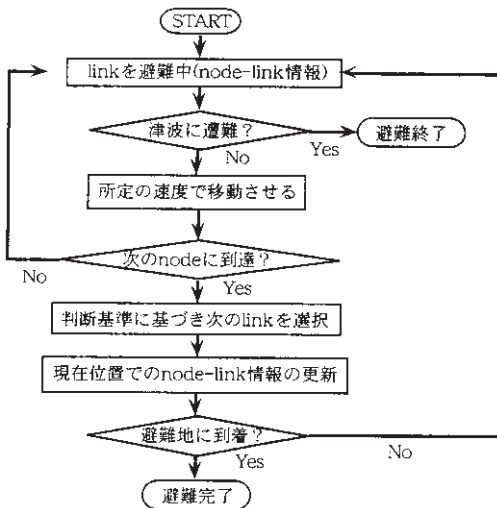 START
linkを避難中(node-link情報)
津波に遭難？
Yes
避難終了
No
所定の速度で移動させる
次のnodeに到達？
No
Yes
判断基準に基づき次のlinkを選択
現在位置でのnode-link情報の更新
避難地に到着？
No
Yes
避難完了